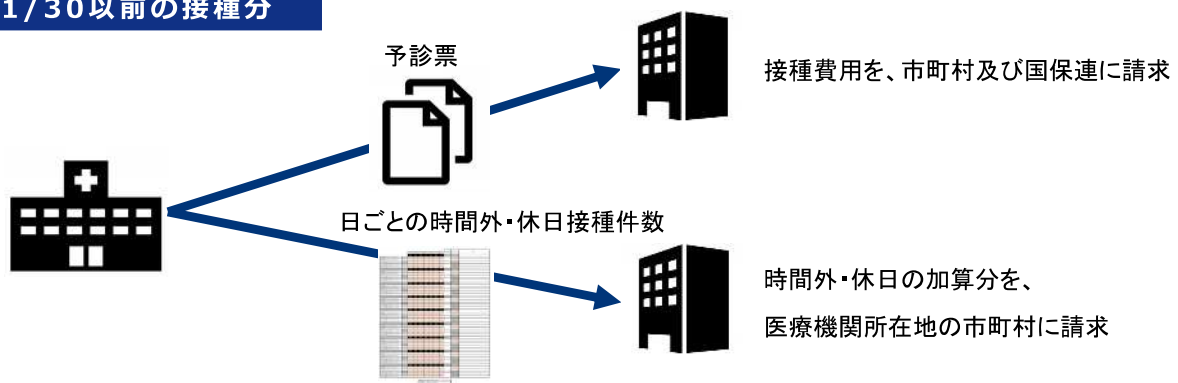 1/30以前の接種分
予診票
接種費用を、市町村及び国保連に請求
日ごとの時間外・休日接種件数
時間外・休日の加算分を、
医療機関所在地の市町村に請求